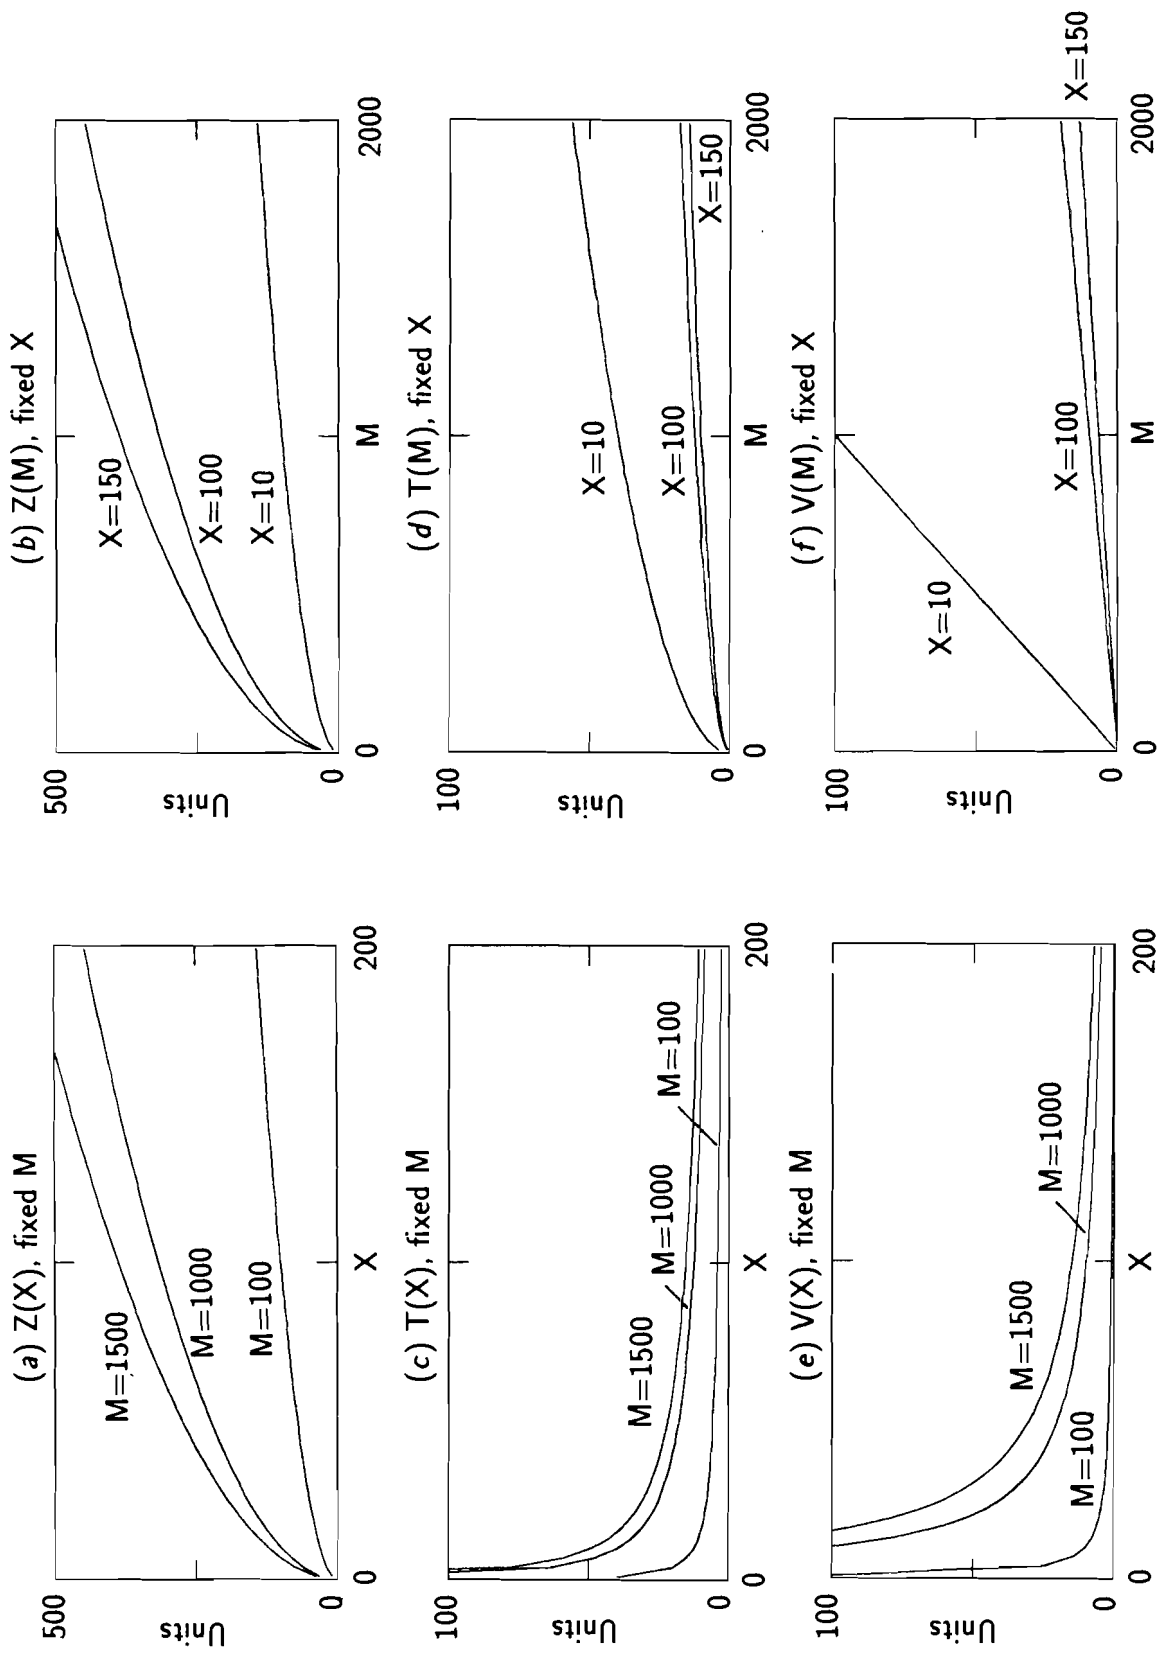 (a) Z(X), fixed M
500
Units
0
M=1500
M=1000
M=100
0
X
200
(b) Z(M), fixed X
500
Units
0
X=150
X=100
X=10
0
M
2000
(c) T(X), fixed M
100
Units
0
M=1500
M=1000
M=100
0
X
200
(d) T(M), fixed X
100
Units
0
X=10
X=100
X=150
0
M
2000
(e) V(X), fixed M
100
Units
0
M=100
M=1500
M=1000
0
X
200
(f) V(M), fixed X
100
Units
0
X=10
X=100
X=150
0
M
2000